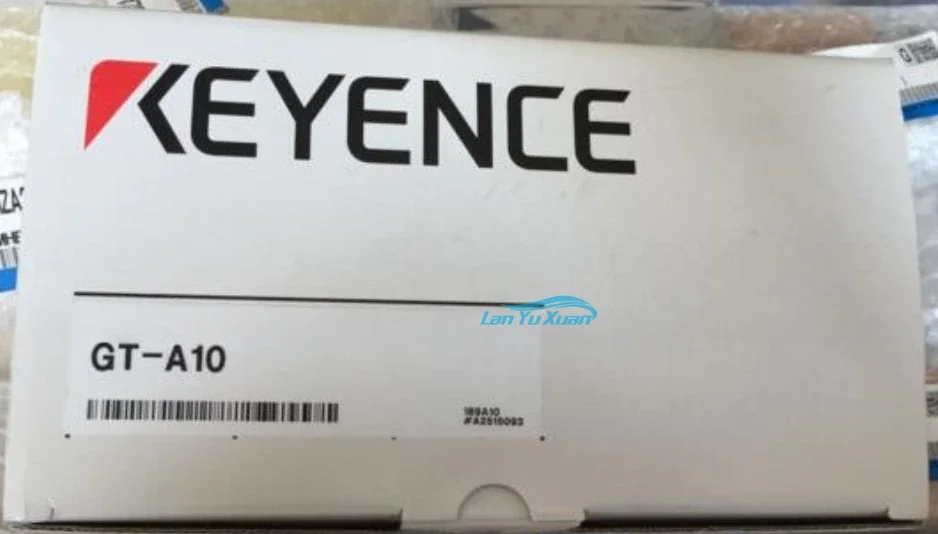 KEYENCE
Lan Yu Xuan
GT-A10
189A10
#A2515093